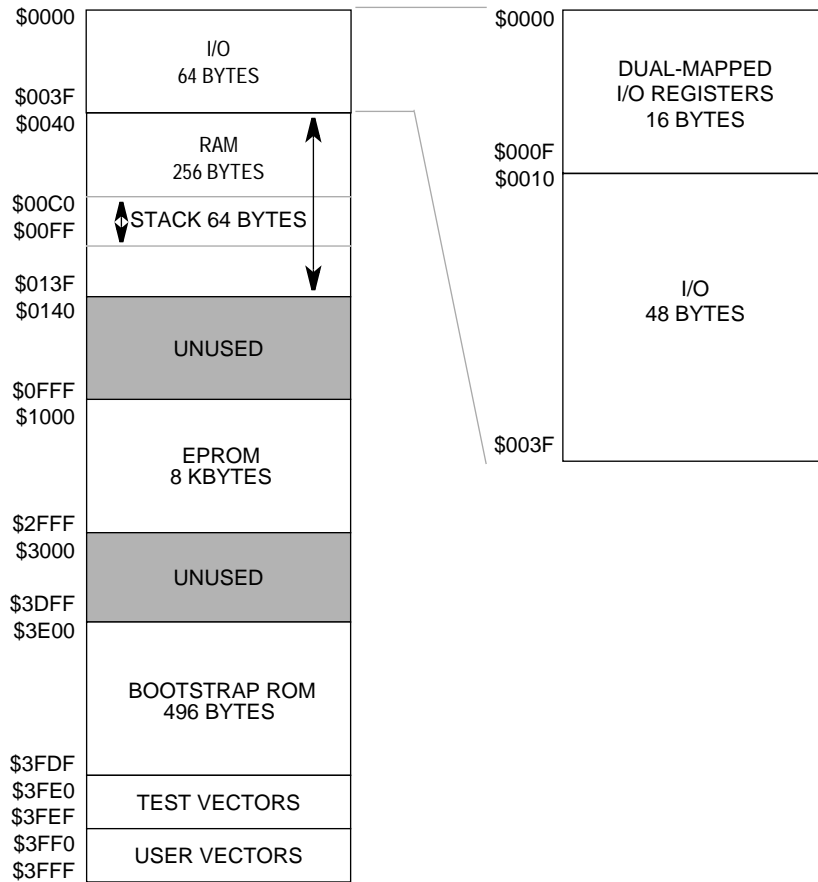 $0000
I/O
64 BYTES
$003F
$0040
RAM
256 BYTES
$00C0
$00FF
STACK 64 BYTES
$013F
$0140
UNUSED
$0FFF
$1000
EPROM
8 KBYTES
$2FFF
$3000
UNUSED
$3DFF
$3E00
BOOTSTRAP ROM
496 BYTES
$3FDF
$3FE0
TEST VECTORS
$3FEF
$3FF0
USER VECTORS
$3FFF
$0000
DUAL-MAPPED
I/O REGISTERS
16 BYTES
$000F
$0010
I/O
48 BYTES
$003F